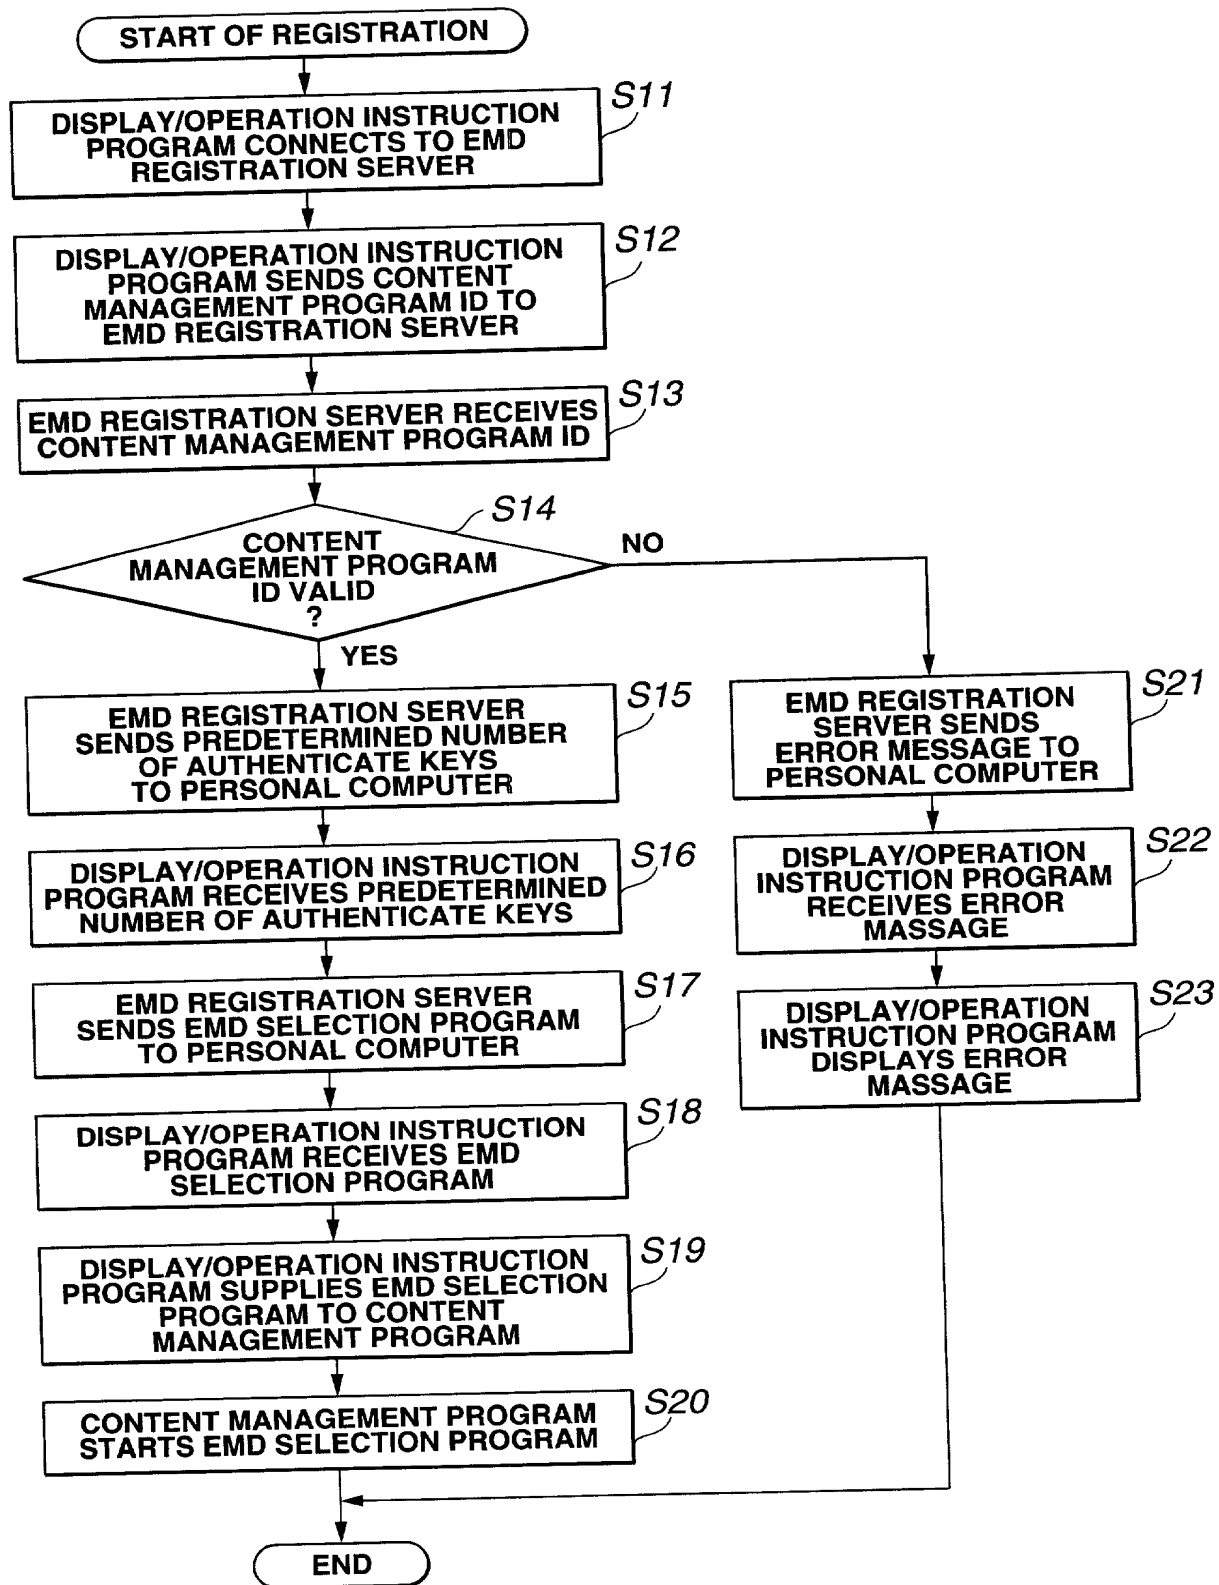 START OF REGISTRATION
S11
DISPLAY/OPERATION INSTRUCTION
PROGRAM CONNECTS TO EMD
REGISTRATION SERVER
S12
DISPLAY/OPERATION INSTRUCTION
PROGRAM SENDS CONTENT
MANAGEMENT PROGRAM ID TO
EMD REGISTRATION SERVER
S13
EMD REGISTRATION SERVER RECEIVES
CONTENT MANAGEMENT PROGRAM ID
S14
CONTENT
MANAGEMENT PROGRAM
ID VALID
?
NO
YES
S15
EMD REGISTRATION SERVER
SENDS PREDETERMINED NUMBER
OF AUTHENTICATE KEYS
TO PERSONAL COMPUTER
S16
DISPLAY/OPERATION INSTRUCTION
PROGRAM RECEIVES PREDETERMINED
NUMBER OF AUTHENTICATE KEYS
S17
EMD REGISTRATION SERVER
SENDS EMD SELECTION PROGRAM
TO PERSONAL COMPUTER
S18
DISPLAY/OPERATION INSTRUCTION
PROGRAM RECEIVES EMD
SELECTION PROGRAM
S19
DISPLAY/OPERATION INSTRUCTION
PROGRAM SUPPLIES EMD SELECTION
PROGRAM TO CONTENT
MANAGEMENT PROGRAM
S20
CONTENT MANAGEMENT PROGRAM
STARTS EMD SELECTION PROGRAM
S21
EMD REGISTRATION
SERVER SENDS
ERROR MESSAGE TO
PERSONAL COMPUTER
S22
DISPLAY/OPERATION
INSTRUCTION PROGRAM
RECEIVES ERROR
MASSAGE
S23
DISPLAY/OPERATION
INSTRUCTION PROGRAM
DISPLAYS ERROR
MASSAGE
END